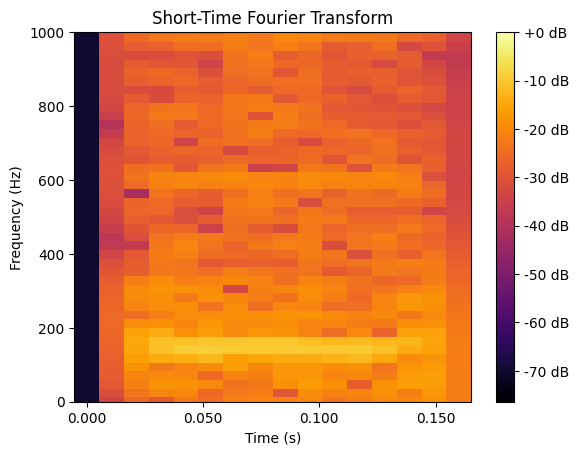 Short-Time Fourier Transform
1000
800
600
400
200
0
Frequency (Hz)
0.000
0.050
0.100
0.150
Time (s)
+0 dB
-10 dB
-20 dB
-30 dB
-40 dB
-50 dB
-60 dB
-70 dB